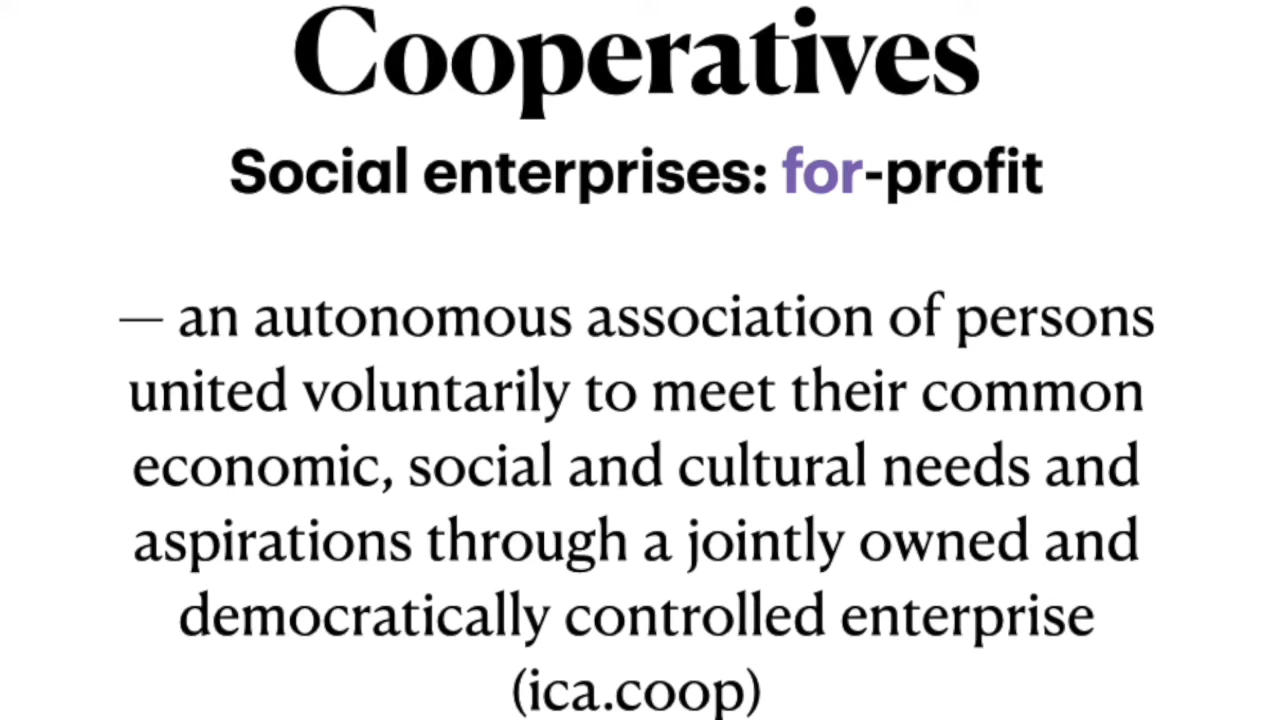 Cooperatives
Social enterprises: for-profit
— an autonomous association of persons
united voluntarily to meet their common
economic, social and cultural needs and
aspirations through a jointly owned and
democratically controlled enterprise
(ica.coop)